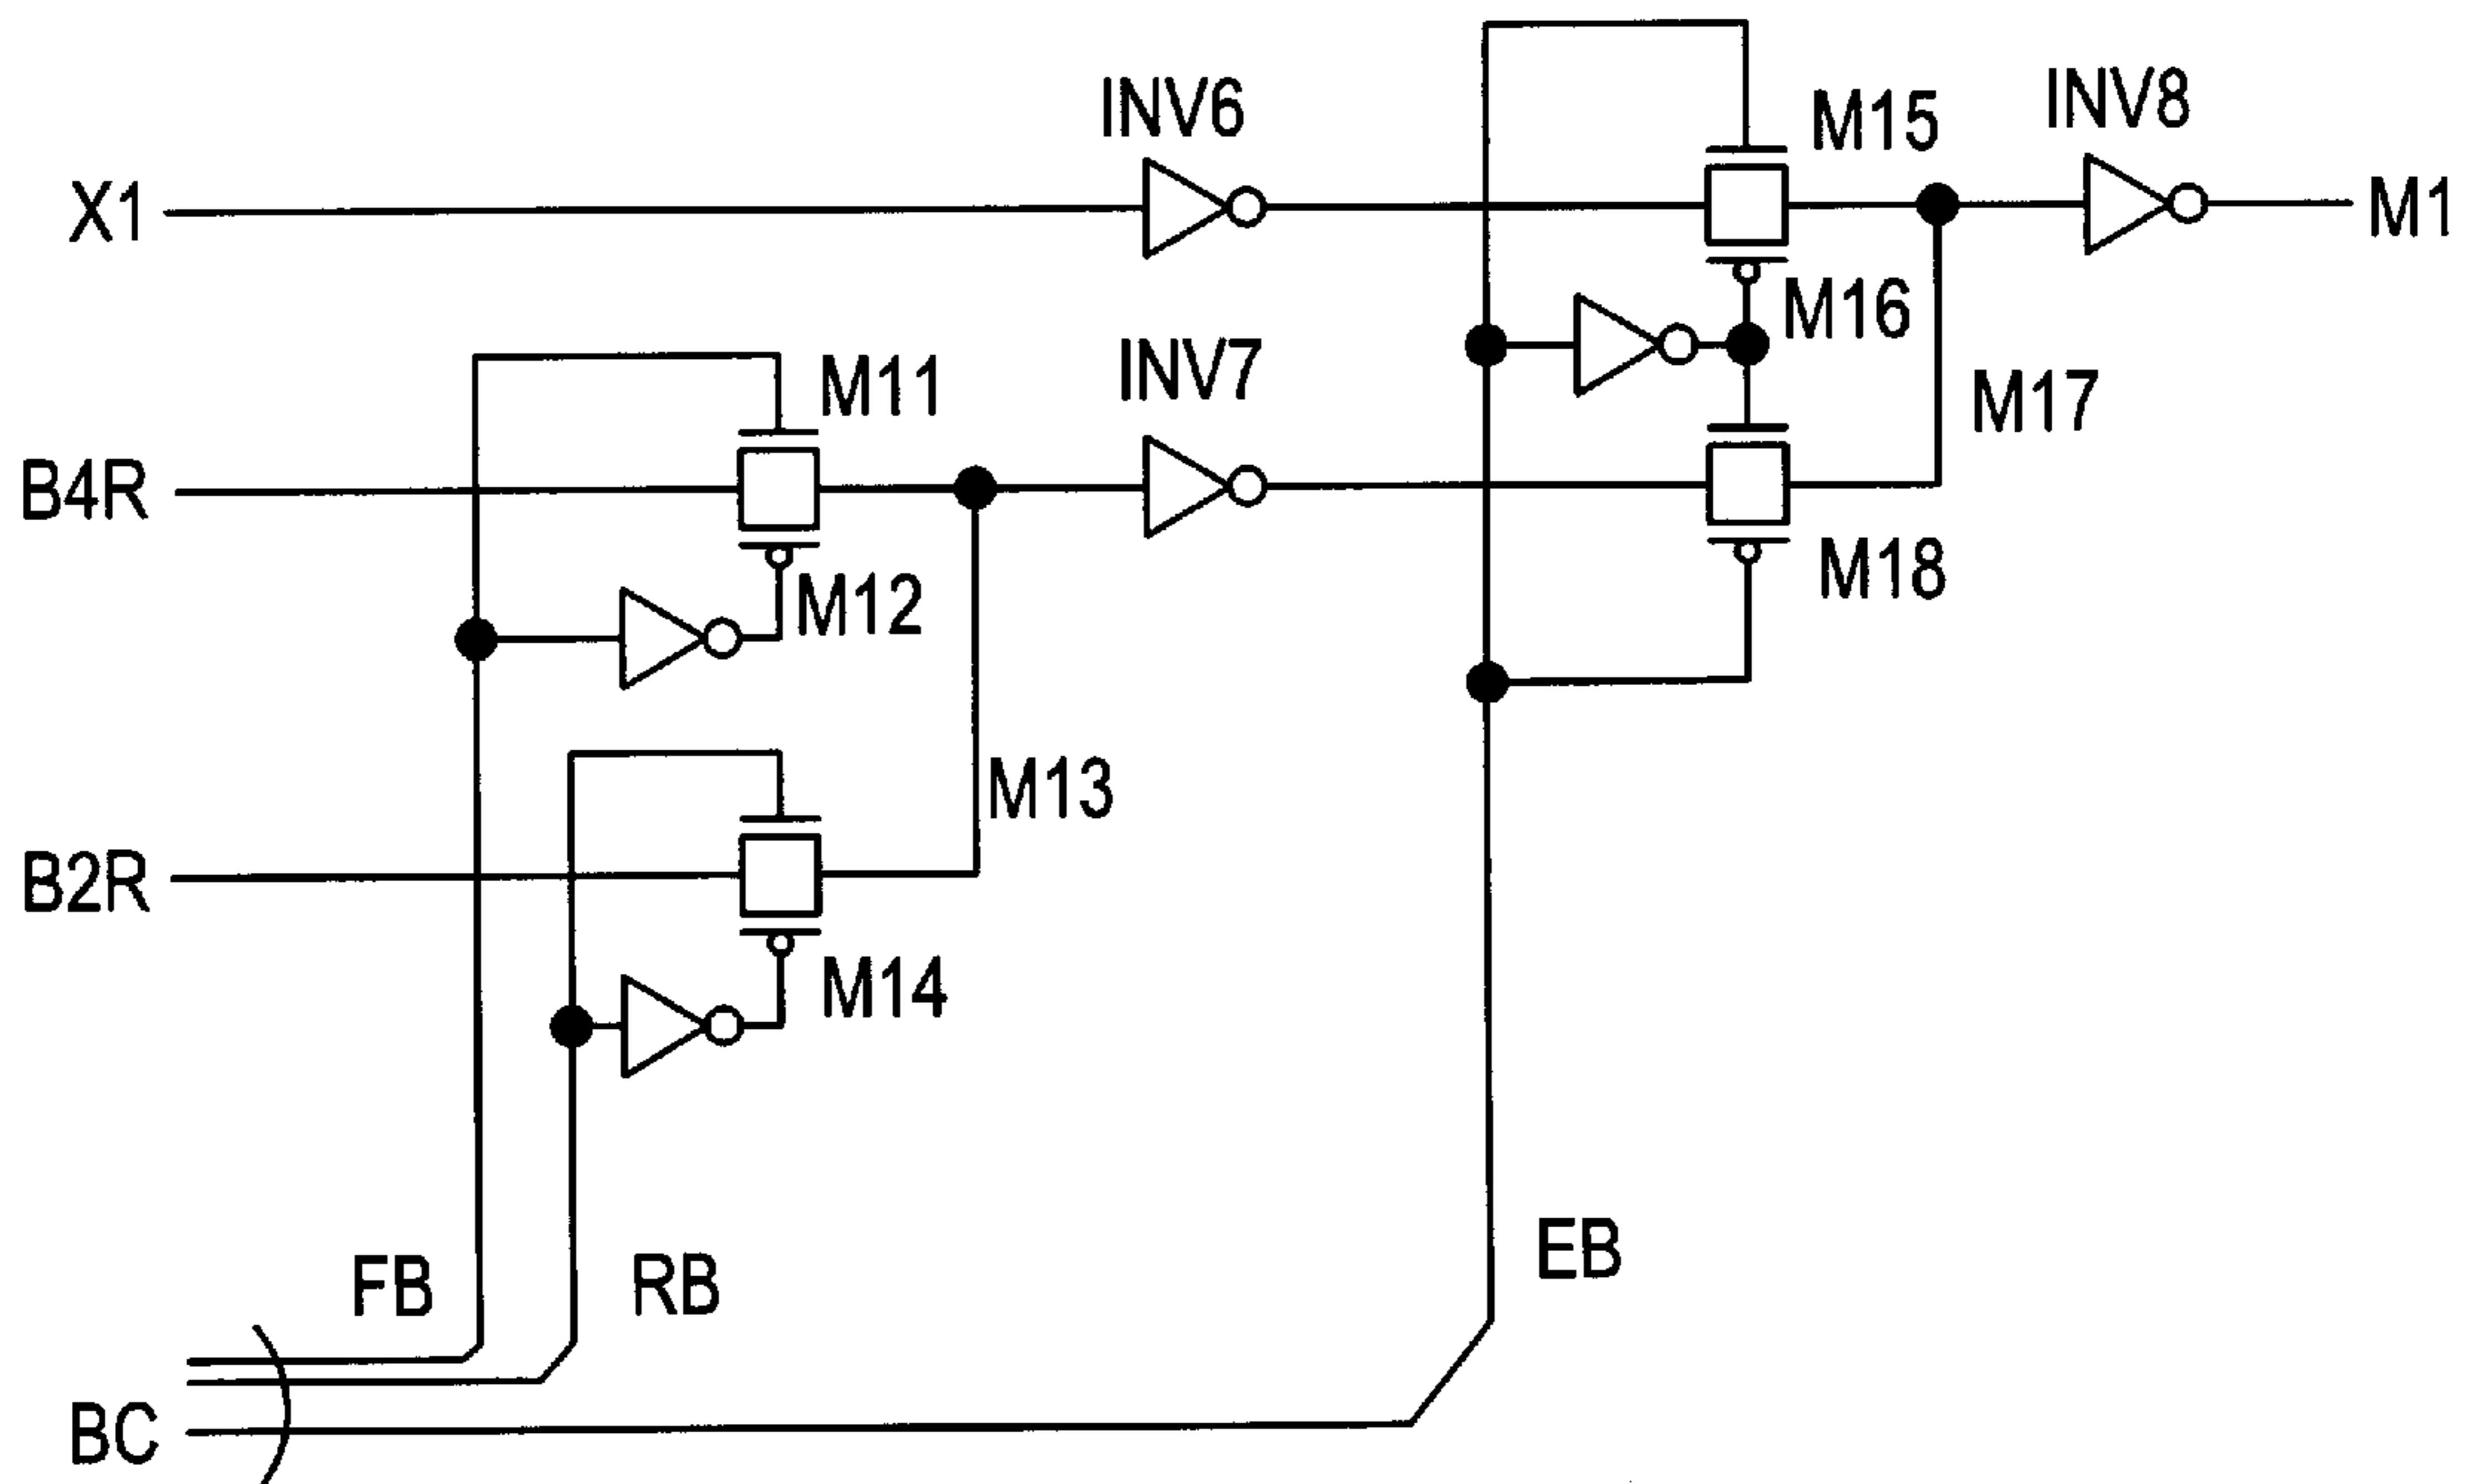 INV6
M15
INV8
X1
M1
M16
INV7
M11
M17
B4R
M18
M12
M13
B2R
M14
EB
FB
RB
BC